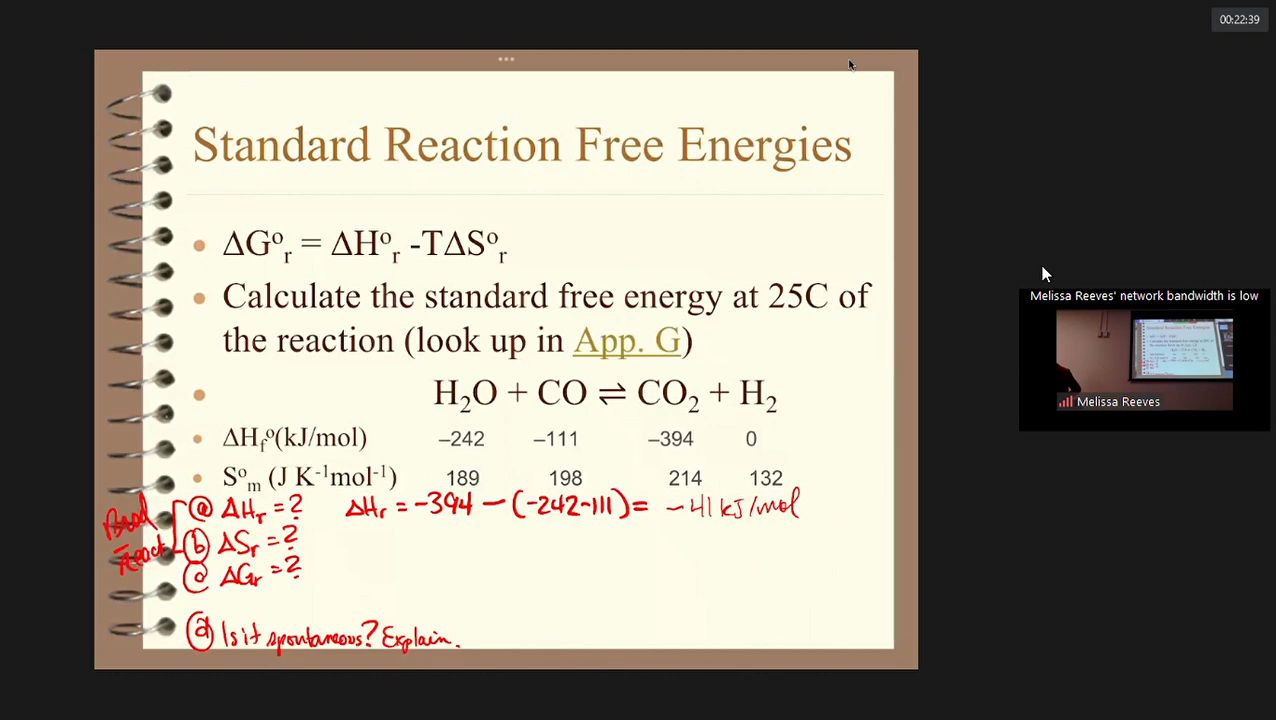 00:22:39
Standard Reaction Free Energies
ΔG°r = ΔH°r -TΔS°r
Calculate the standard free energy at 25C of
the reaction (look up in App. G)
H₂O + CO ⇌ CO₂ + H₂
ΔHf°(kJ/mol) –242 –111 –394 0
S°m (J K⁻¹mol⁻¹) 189 198 214 132
Prod
React
ⓐ ΔHr = ? ΔHr = -394 - (-242-111) = -41 kJ/mol
ⓑ ΔSr = ?
ⓒ ΔGr = ?
ⓓ Is it spontaneous? Explain.
Melissa Reeves' network bandwidth is low
Melissa Reeves